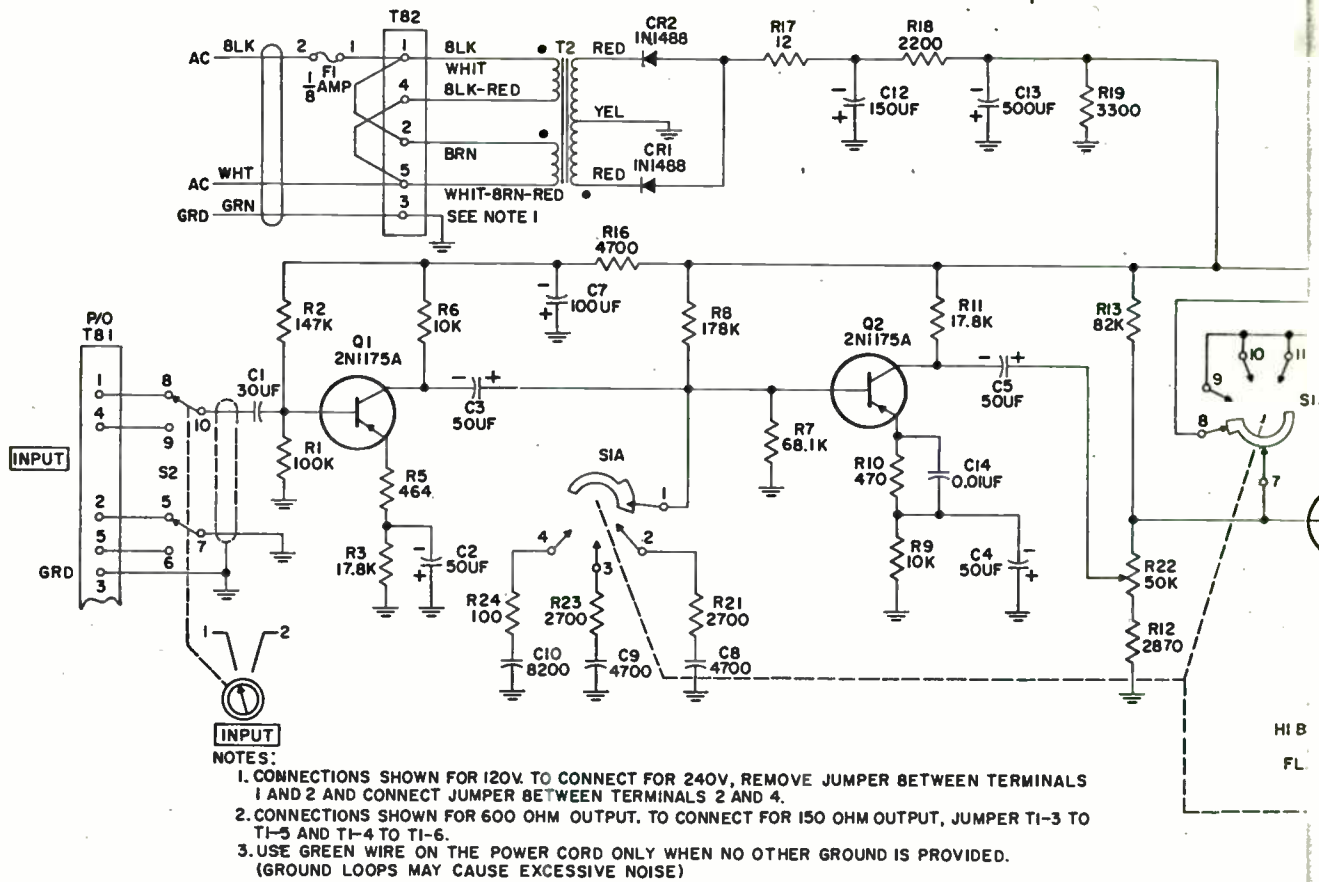 T82
AC 8LK 2 1 1 8LK T2 RED CR2 1N1488 R17 12 R18 2200
F1 1/8 AMP
WHIT
4 8LK-RED
C12 150UF
C13 500UF
R19 3300
YEL
2 BRN
CR1 1N1488
AC WHT 5 WHIT-8RN-RED RED
GRD GRN 3 SEE NOTE 1
R16 4700
C7 100UF
R2 147K
R6 10K
R8 178K
R11 17.8K
R13 82K
P/O T81
Q1 2N1175A
Q2 2N1175A
1 8 C1 30UF
4 10
9
C3 50UF
C5 50UF
9 10 11
8
7
INPUT
R1 100K
S2
R5 464
S1A
1
R7 68.1K
R10 470
C14 0.01UF
2 5
7
5 6
GRD 3
R3 17.8K
C2 50UF
4 3 2
R9 10K
C4 50UF
R22 50K
R24 100
R23 2700
R21 2700
R12 2870
C10 8200
C9 4700
C8 4700
1 2
INPUT
HI B
FL
NOTES:
1. CONNECTIONS SHOWN FOR 120V. TO CONNECT FOR 240V, REMOVE JUMPER 8ETWEEN TERMINALS
1 AND 2 AND CONNECT JUMPER 8ETWEEN TERMINALS 2 AND 4.
2. CONNECTIONS SHOWN FOR 600 OHM OUTPUT. TO CONNECT FOR 150 OHM OUTPUT, JUMPER T1-3 TO
T1-5 AND T1-4 TO T1-6.
3. USE GREEN WIRE ON THE POWER CORD ONLY WHEN NO OTHER GROUND IS PROVIDED.
(GROUND LOOPS MAY CAUSE EXCESSIVE NOISE)